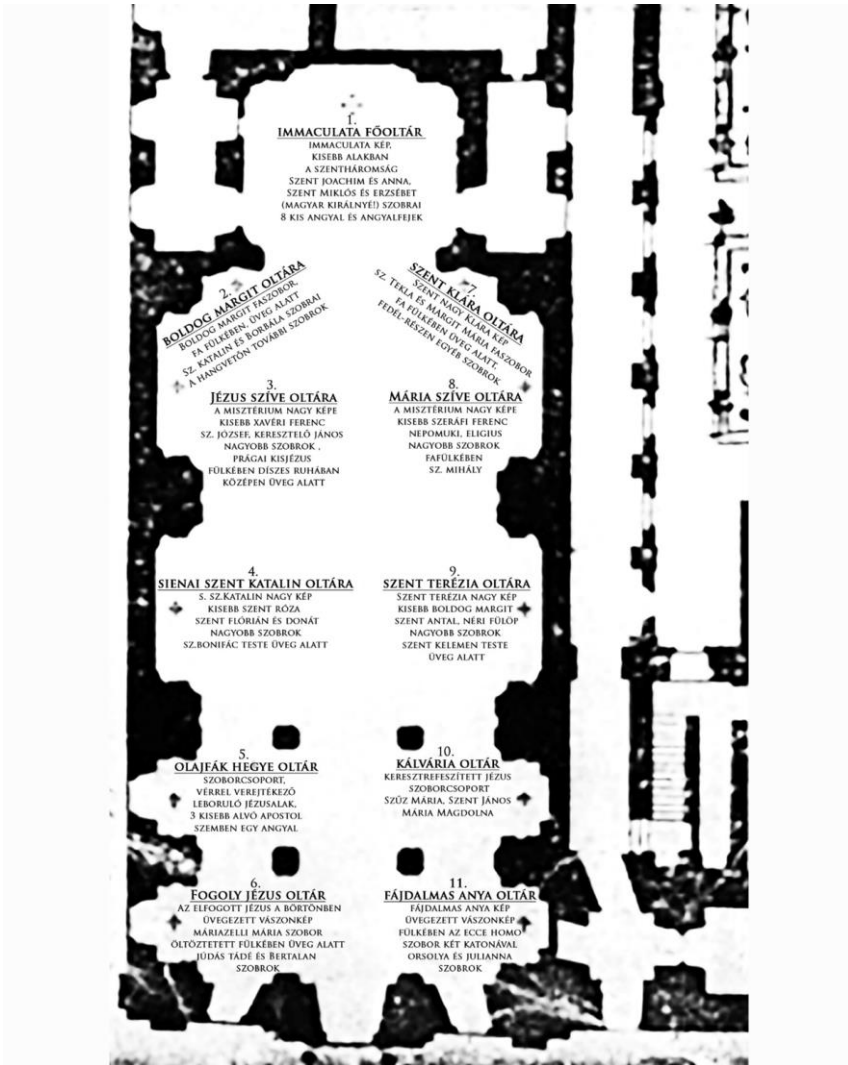 1.
IMMACULATA FŐOLTÁR
IMMACULATA KÉP,
KISEBB ALAKBAN
A SZENTHÁROMSÁG
SZENT JOACHIM ÉS ANNA,
SZENT MIKLÓS ÉS ERZSÉBET
(MAGYAR KIRÁLNYÉ!) SZOBRAI
8 KIS ANGYAL ÉS ANGYALFEJEK
2.
BOLDOG MARGIT OLTÁRA
BOLDOG MARGIT FASZOBOR,
FA FÜLKÉBEN, ÜVEG ALATT
SZ. KATALIN ÉS BORBÁLA SZOBRAI
A HANGVETŐN TOVÁBBI SZOBROK
7.
SZENT KLÁRA OLTÁRA
SZENT NAGY KLÁRA KÉP
SZ. TEKLA ÉS MARGIT MÁRIA FASZOBOR
FA FÜLKÉBEN ÜVEG ALATT,
FEDÉL-RÉSZEN EGYÉB SZOBROK
3.
JÉZUS SZÍVE OLTÁRA
A MISZTÉRIUM NAGY KÉPE
KISEBB XAVÉRI FERENC
SZ. JÓZSEF, KERESZTELŐ JÁNOS
NAGYOBB SZOBROK ,
PRÁGAI KISJÉZUS
FÜLKÉBEN DÍSZES RUHÁBAN
KÖZÉPEN ÜVEG ALATT
8.
MÁRIA SZÍVE OLTÁRA
A MISZTÉRIUM NAGY KÉPE
KISEBB SZERÁFI FERENC
NEPOMUKI, ELIGIUS
NAGYOBB SZOBROK
FAFÜLKÉBEN
SZ. MIHÁLY
4.
SIENAI SZENT KATALIN OLTÁRA
S. SZ.KATALIN NAGY KÉP
KISEBB SZENT RÓZA
SZENT FLÓRIÁN ÉS DONÁT
NAGYOBB SZOBROK
SZ.BONIFÁC TESTE ÜVEG ALATT
9.
SZENT TERÉZIA OLTÁRA
SZENT TERÉZIA NAGY KÉP
KISEBB BOLDOG MARGIT
SZENT ANTAL, NÉRI FÜLÖP
NAGYOBB SZOBROK
SZENT KELEMEN TESTE
ÜVEG ALATT
5.
OLAJFÁK HEGYE OLTÁR
SZOBORCSOPORT,
VÉRREL VEREJTÉKEZŐ
LEBORULÓ JÉZUSALAK,
3 KISEBB ALVÓ APOSTOL
SZEMBEN EGY ANGYAL
10.
KÁLVÁRIA OLTÁR
KERESZTREFESZÍTETT JÉZUS
SZOBORCSOPORT
SZŰZ MÁRIA, SZENT JÁNOS
MÁRIA MAGDOLNA
6.
FOGOLY JÉZUS OLTÁR
AZ ELFOGOTT JÉZUS A BÖRTÖNBEN
ÜVEGEZETT VÁSZONKÉP
MÁRIAZELLI MÁRIA SZOBOR
ÖLTÖZTETETT FÜLKÉBEN ÜVEG ALATT
JÚDÁS TÁDÉ ÉS BERTALAN
SZOBROK
11.
FÁJDALMAS ANYA OLTÁR
FÁJDALMAS ANYA KÉP
ÜVEGEZETT VÁSZONKÉP
FÜLKÉBEN AZ ECCE HOMO
SZOBOR KÉT KATONÁVAL
ORSOLYA ÉS JULIANNA
SZOBROK